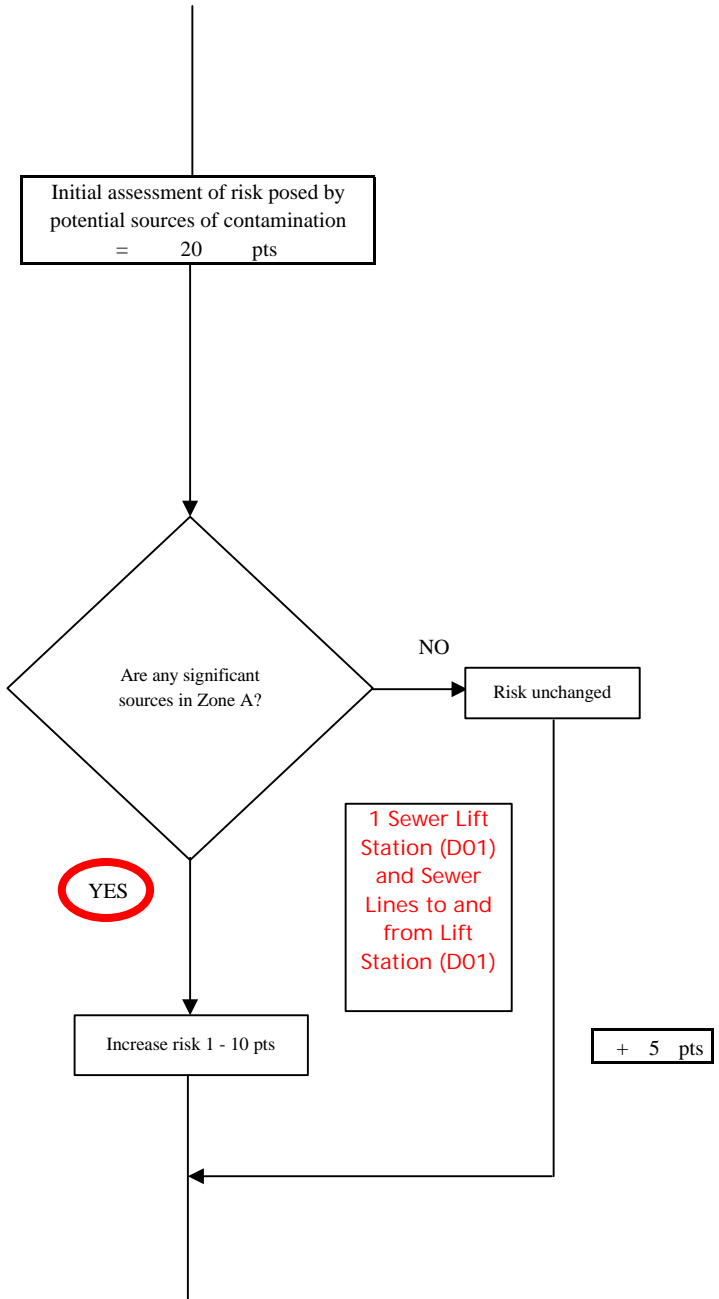 Initial assessment of risk posed by
potential sources of contamination
= 20 pts
Are any significant
sources in Zone A?
NO
Risk unchanged
1 Sewer Lift
Station (D01)
and Sewer
Lines to and
from Lift
Station (D01)
YES
Increase risk 1 - 10 pts
+ 5 pts